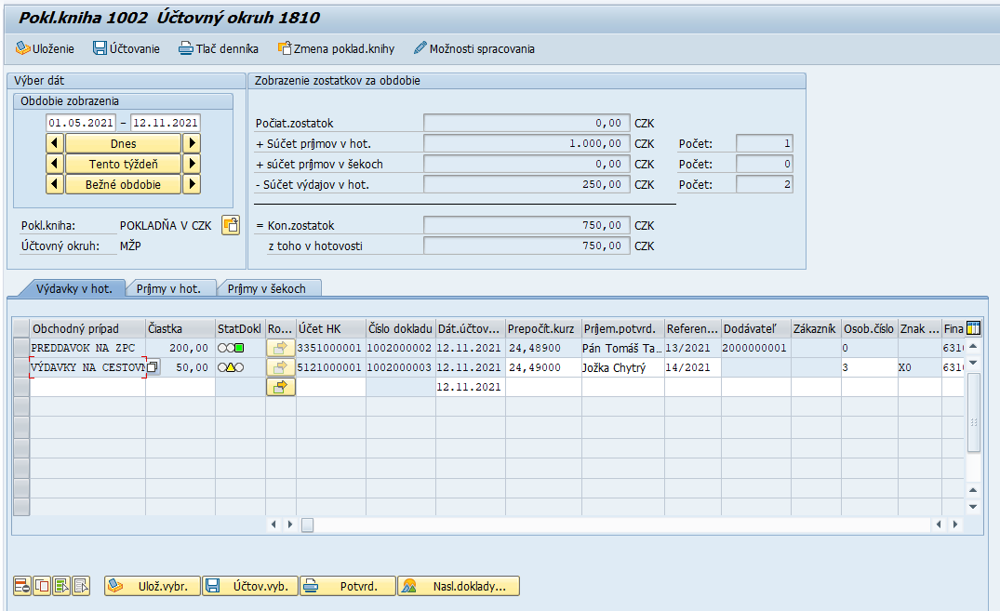 Pokl.kniha 1002 Účtovný okruh 1810
Uloženie Účtovanie Tlač denníka Zmena poklad.knihy Možnosti spracovania
Výber dát
Obdobie zobrazenia
01.05.2021 – 12.11.2021
Dnes
Tento týždeň
Bežné obdobie
Pokl.kniha: POKLADŇA V CZK
Účtovný okruh: MŽP
Zobrazenie zostatkov za obdobie
Počiat.zostatok 0,00 CZK
+ Súčet príjmov v hot. 1.000,00 CZK Počet: 1
+ súčet príjmov v šekoch 0,00 CZK Počet: 0
- Súčet výdajov v hot. 250,00 CZK Počet: 2
= Kon.zostatok 750,00 CZK
z toho v hotovosti 750,00 CZK
Výdavky v hot. Príjmy v hot. Príjmy v šekoch
Obchodný prípad Čiastka StatDokl Ro... Účet HK Číslo dokladu Dát.účtov... Prepočít.kurz Príjem.potvrd. Referen... Dodávateľ Zákazník Osob.číslo Znak ... Fina
PREDDAVOK NA ZPC 200,00 3351000001 1002000002 12.11.2021 24,48900 Pán Tomáš Ta... 13/2021 2000000001 0 631
VÝDAVKY NA CESTOV 50,00 5121000001 1002000003 12.11.2021 24,49000 Jožka Chytrý 14/2021 3 X0 631
12.11.2021
Ulož.vybr. Účtov.vyb. Potvrd. Nasl.doklady...